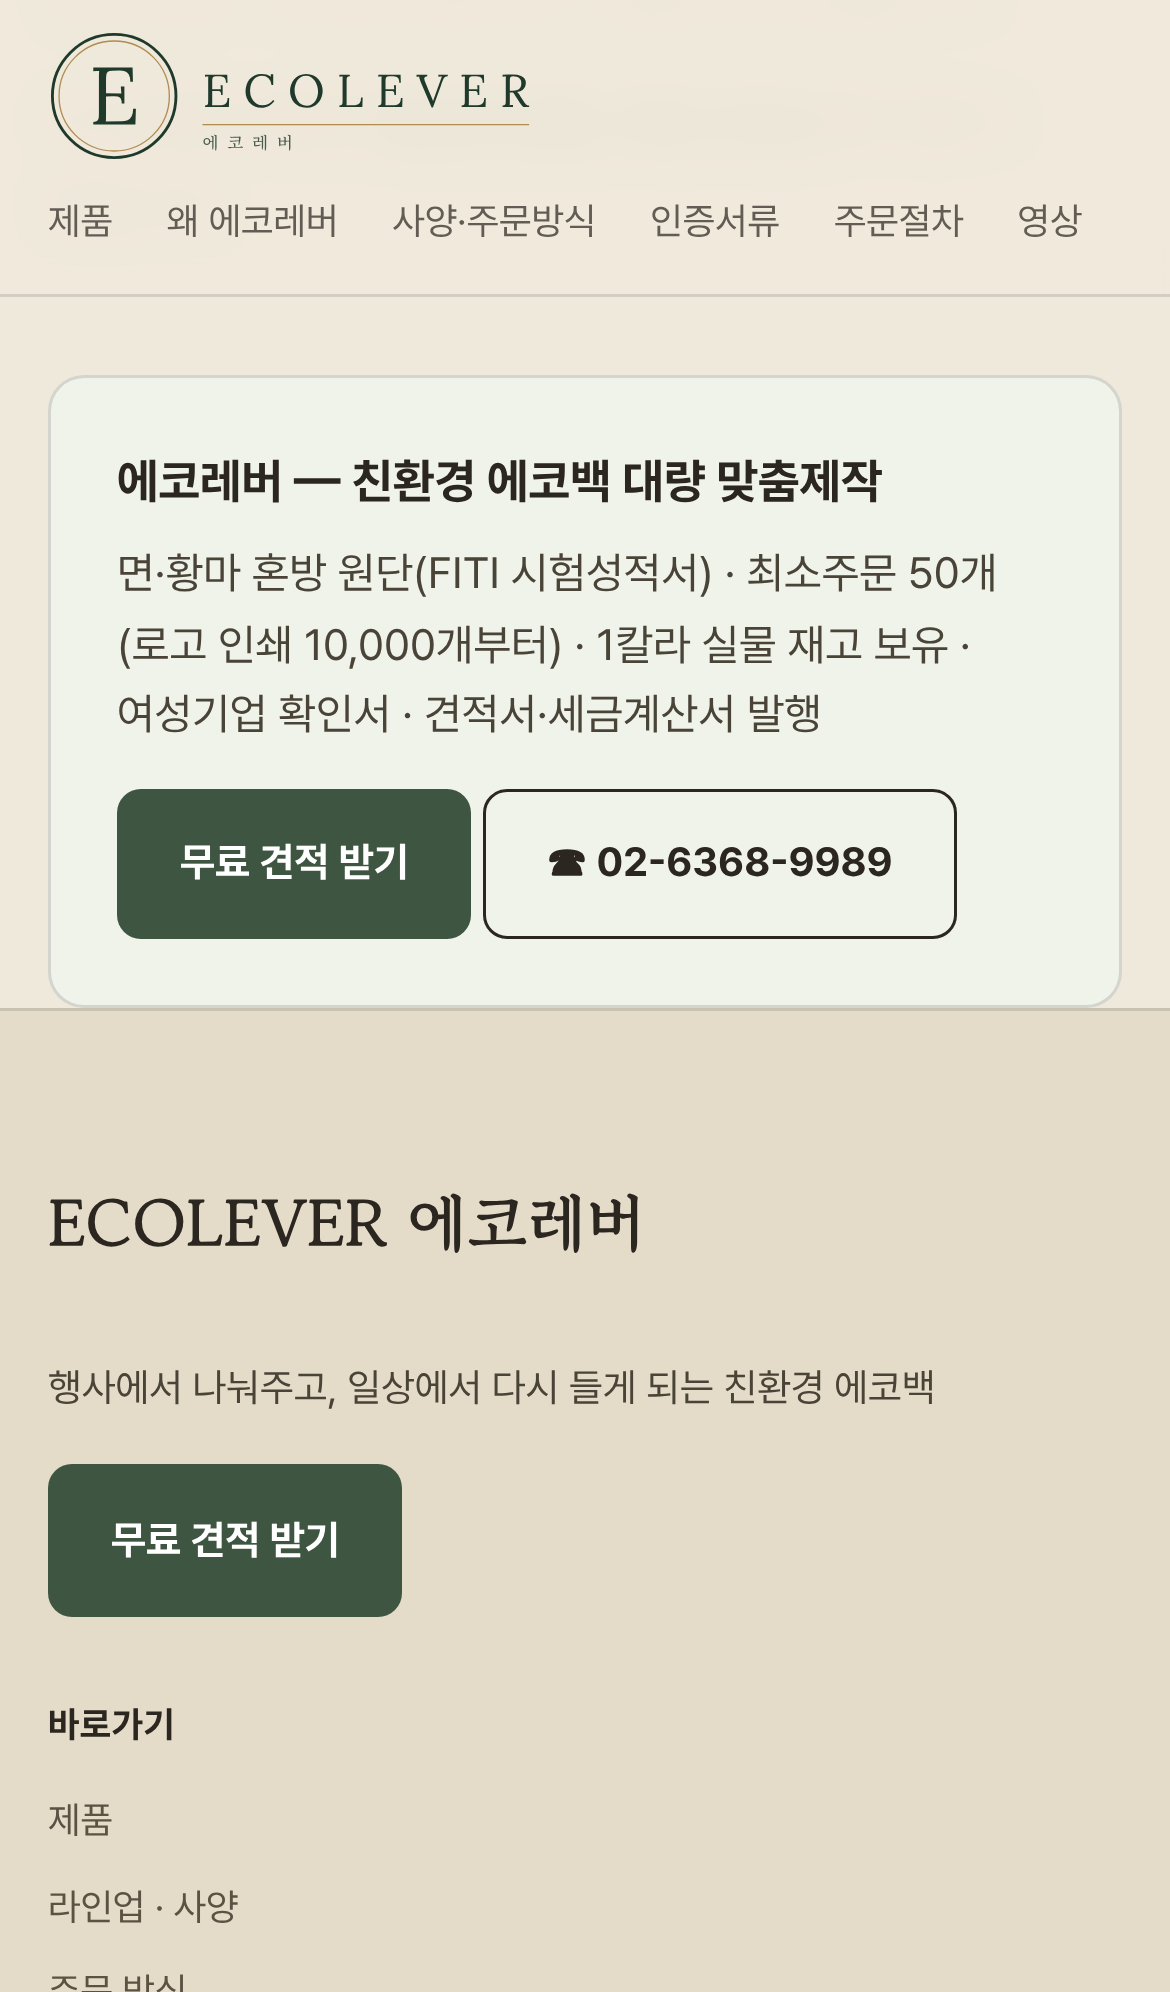 E
ECOLEVER
에코레버
제품 왜 에코레버 사양·주문방식 인증서류 주문절차 영상
에코레버 — 친환경 에코백 대량 맞춤제작
면·황마 혼방 원단(FITI 시험성적서) · 최소주문 50개
(로고 인쇄 10,000개부터) · 1칼라 실물 재고 보유 ·
여성기업 확인서 · 견적서·세금계산서 발행
무료 견적 받기 ☎ 02-6368-9989
ECOLEVER 에코레버
행사에서 나눠주고, 일상에서 다시 들게 되는 친환경 에코백
무료 견적 받기
바로가기
제품
라인업 · 사양
주문 방식